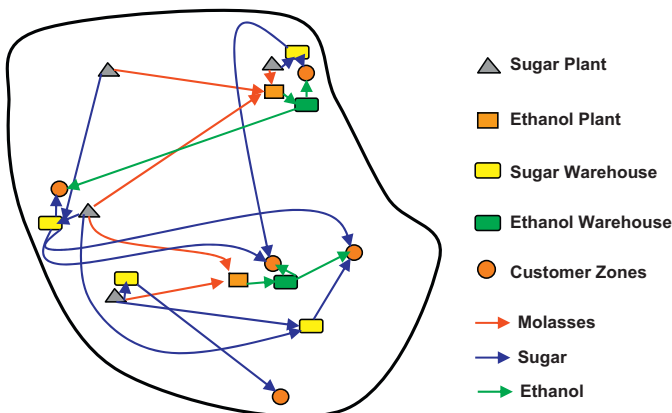 Sugar Plant
Ethanol Plant
Sugar Warehouse
Ethanol Warehouse
Customer Zones
Molasses
Sugar
Ethanol